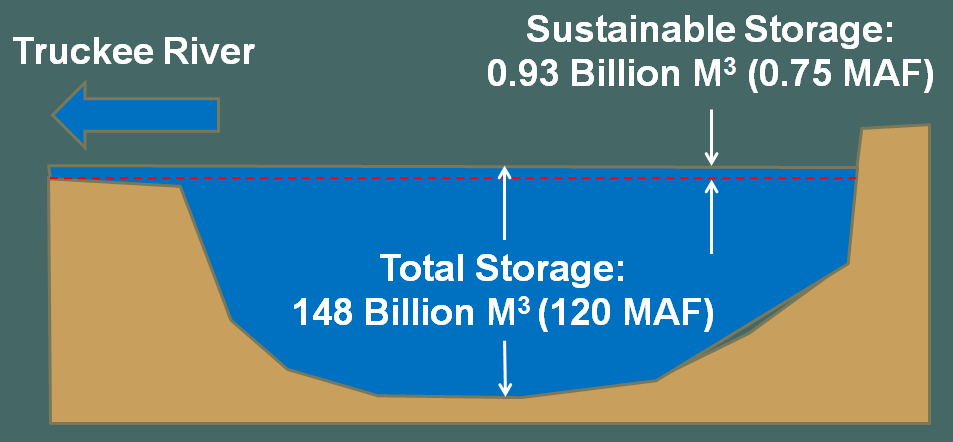 Truckee River
Sustainable Storage:
0.93 Billion M³ (0.75 MAF)
Total Storage:
148 Billion M³ (120 MAF)